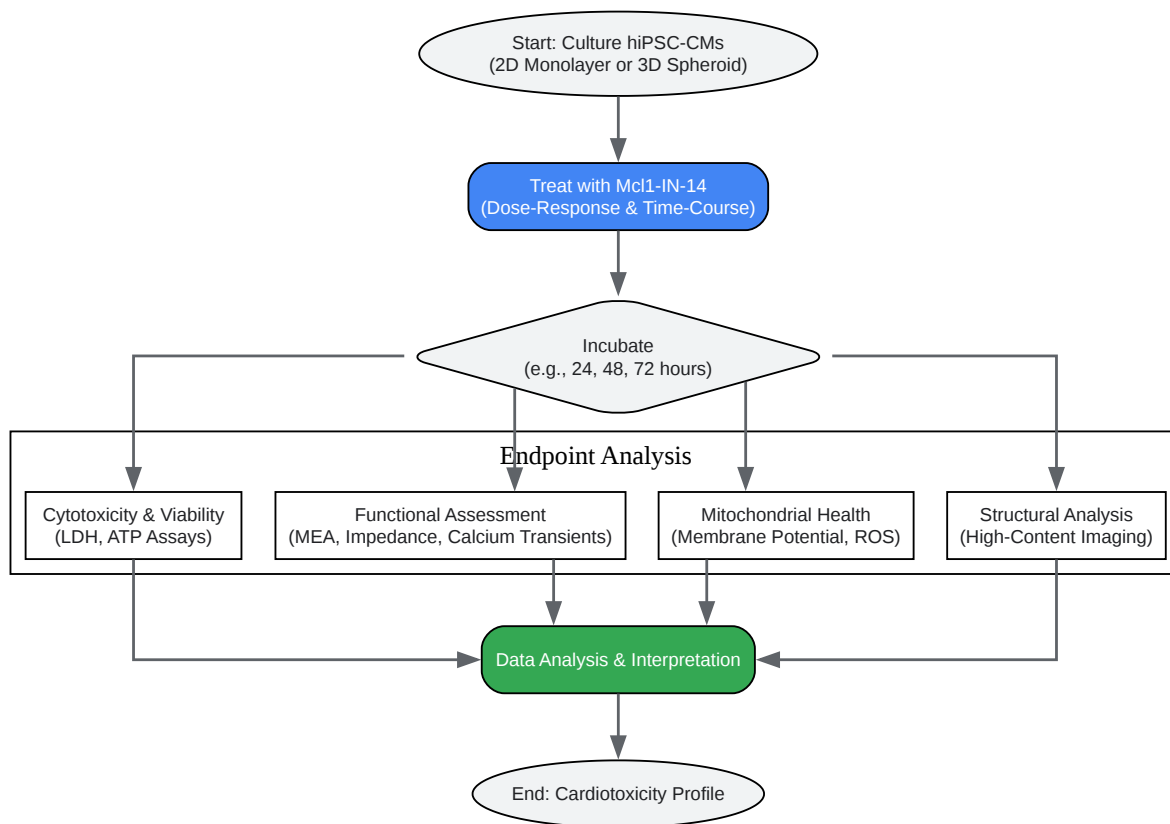 Start: Culture hiPSC-CMs
(2D Monolayer or 3D Spheroid)
Treat with Mcl1-IN-14
(Dose-Response & Time-Course)
Incubate
(e.g., 24, 48, 72 hours)
Endpoint Analysis
Cytotoxicity & Viability
(LDH, ATP Assays)
Functional Assessment
(MEA, Impedance, Calcium Transients)
Mitochondrial Health
(Membrane Potential, ROS)
Structural Analysis
(High-Content Imaging)
Data Analysis & Interpretation
End: Cardiotoxicity Profile